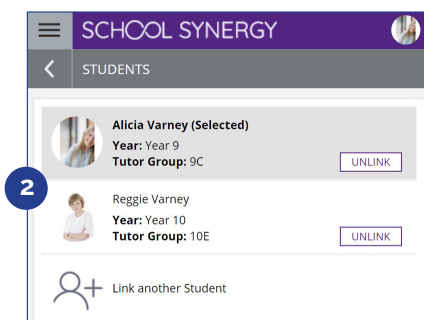 SCHOOL SYNERGY
STUDENTS
Alicia Varney (Selected)
Year: Year 9
Tutor Group: 9C
UNLINK
2
Reggie Varney
Year: Year 10
Tutor Group: 10E
UNLINK
Link another Student